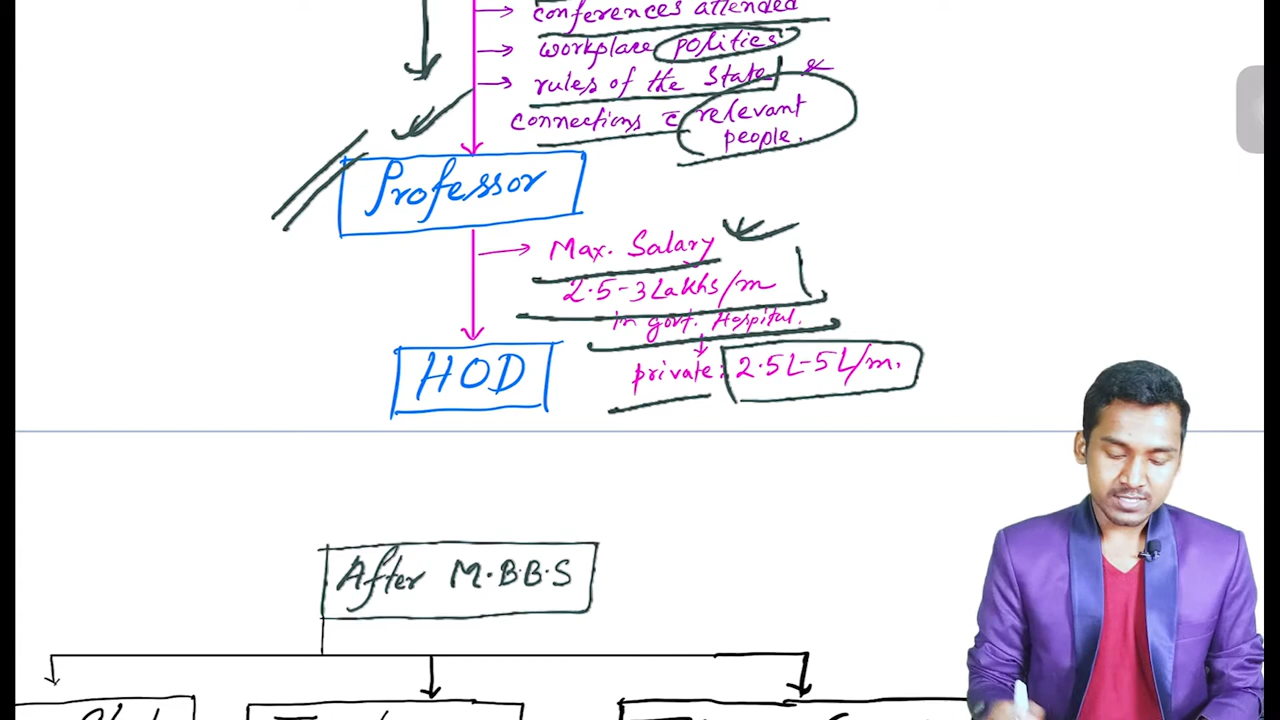 conferences attended
workplace politics
rules of the State &
connections c̄ relevant
people.
Professor
Max. Salary
2.5-3 Lakhs/m
in govt. Hospital.
HOD
private: 2.5L-5L/m.
After M.B.B.S